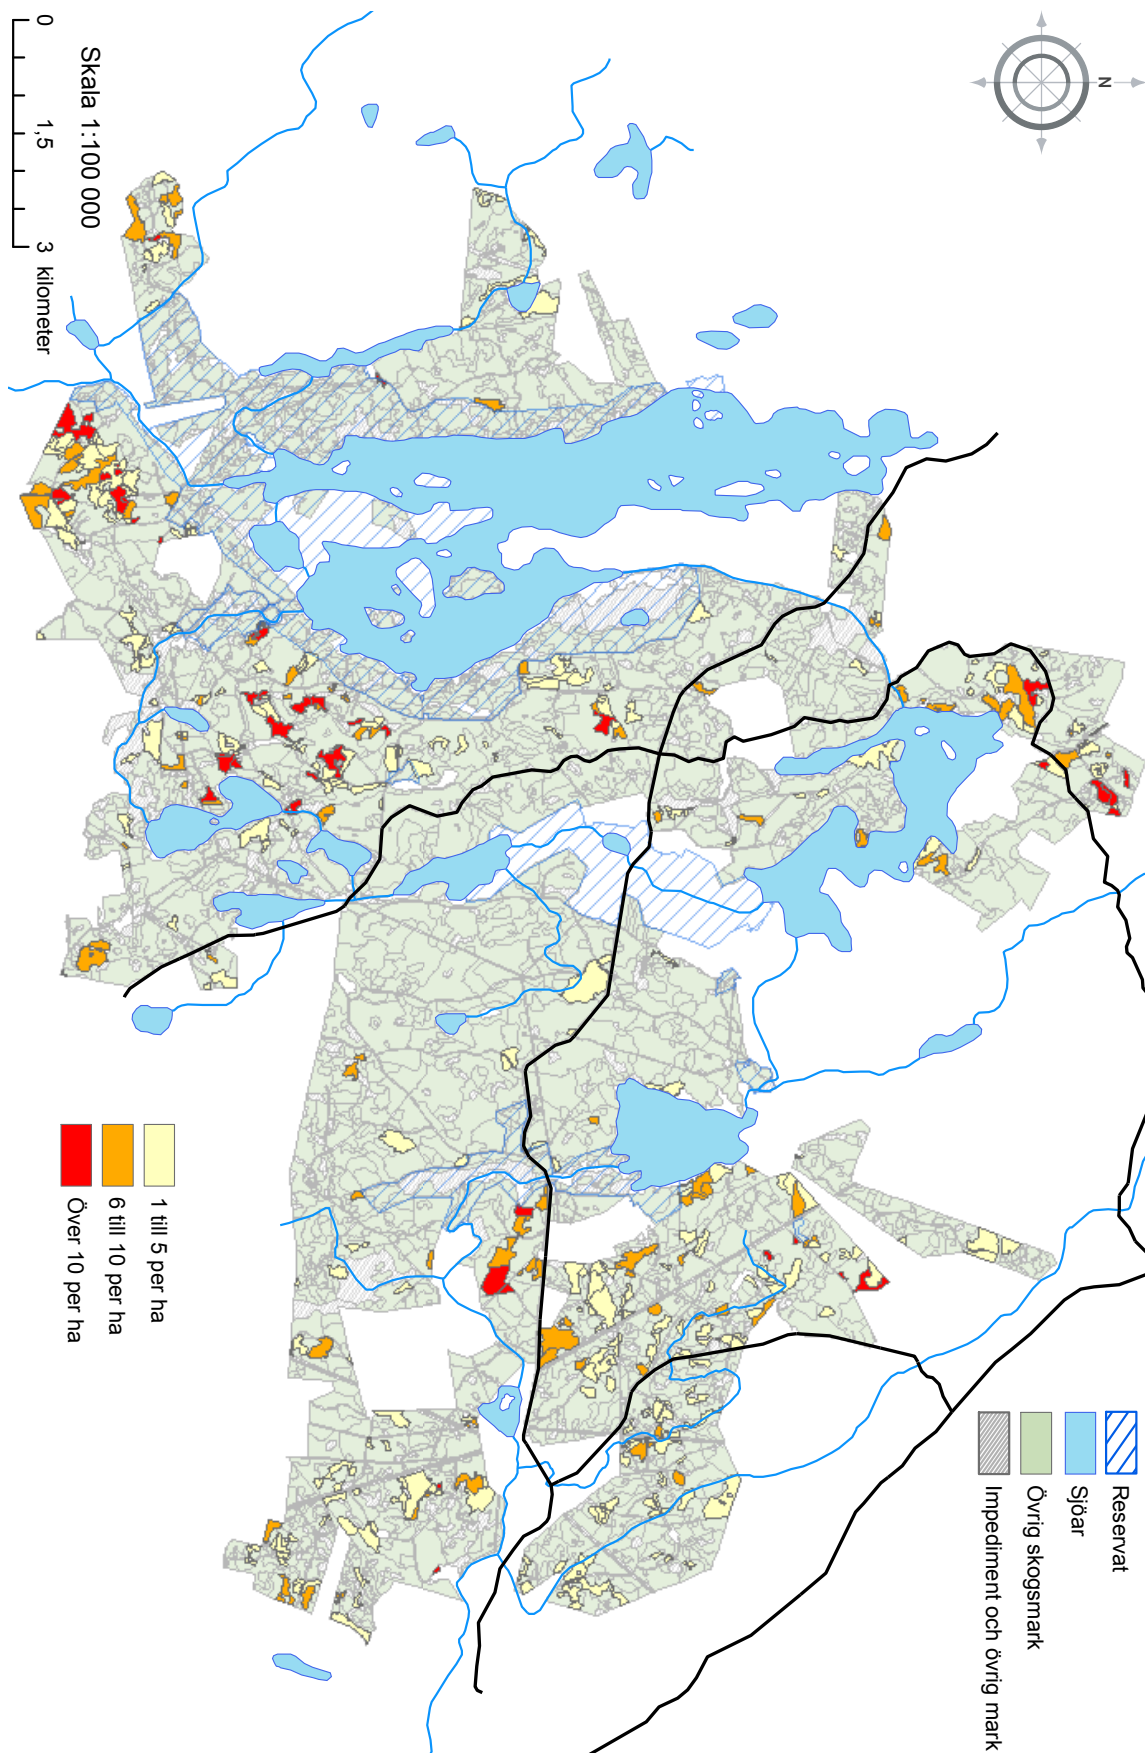 N
Skala 1:100 000
0 1,5 3 kilometer
1 till 5 per ha
6 till 10 per ha
Över 10 per ha
Reservat
Sjöar
Övrig skogsmark
Impediment och övrig mark